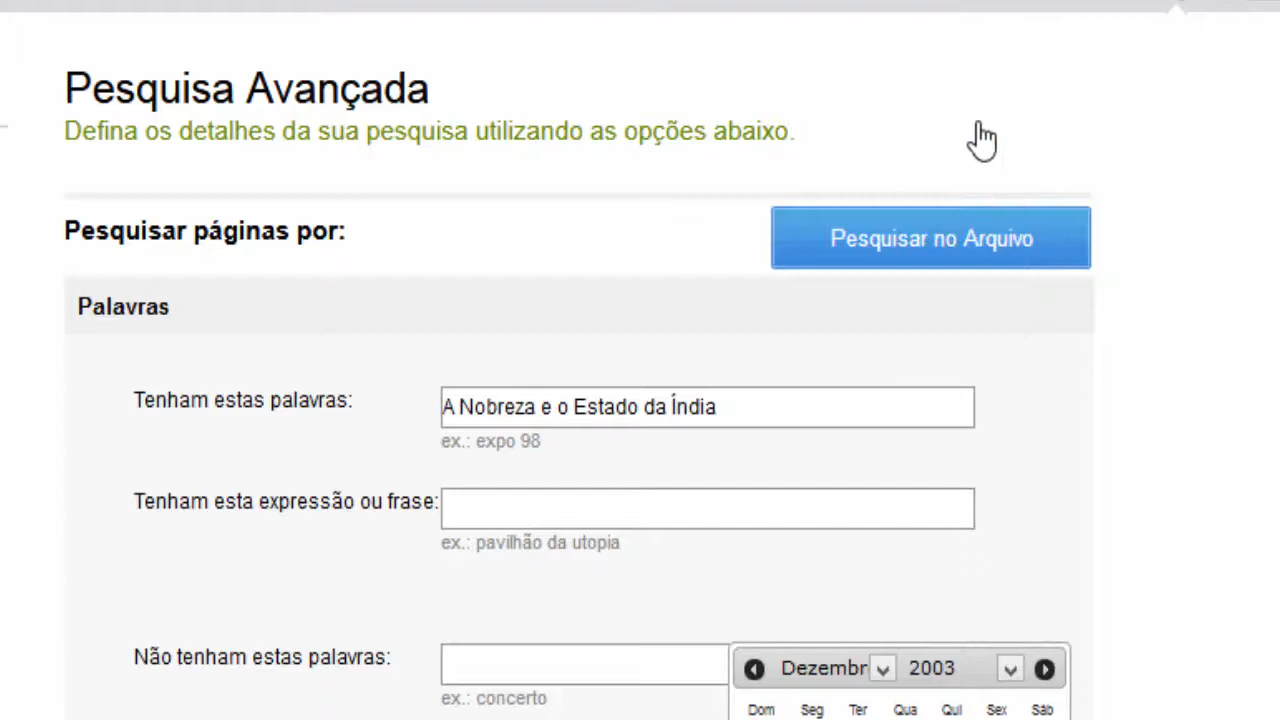 Pesquisa Avançada
Defina os detalhes da sua pesquisa utilizando as opções abaixo.
Pesquisar páginas por:
Pesquisar no Arquivo
Palavras
Tenham estas palavras:
A Nobreza e o Estado da Índia
ex.: expo 98
Tenham esta expressão ou frase:
ex.: pavilhão da utopia
Não tenham estas palavras:
Dezembr 2003
ex.: concerto
Dom Seg Ter Qua Qui Sex Sáb